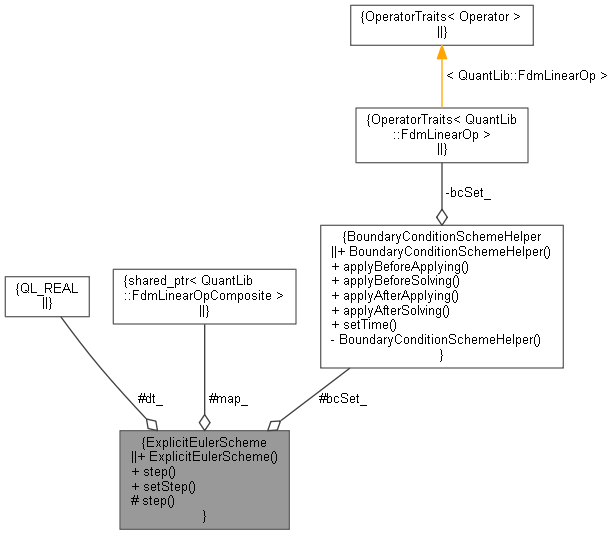 {OperatorTraits< Operator >
||}
< QuantLib::FdmLinearOp >
{OperatorTraits< QuantLib
::FdmLinearOp >
||}
-bcSet_
{BoundaryConditionSchemeHelper
||+ BoundaryConditionSchemeHelper()
+ applyBeforeApplying()
+ applyBeforeSolving()
+ applyAfterApplying()
+ applyAfterSolving()
+ setTime()
- BoundaryConditionSchemeHelper()
}
{QL_REAL
||}
{shared_ptr< QuantLib
::FdmLinearOpComposite >
||}
#dt_
#map_
#bcSet_
{ExplicitEulerScheme
||+ ExplicitEulerScheme()
+ step()
+ setStep()
# step()
}